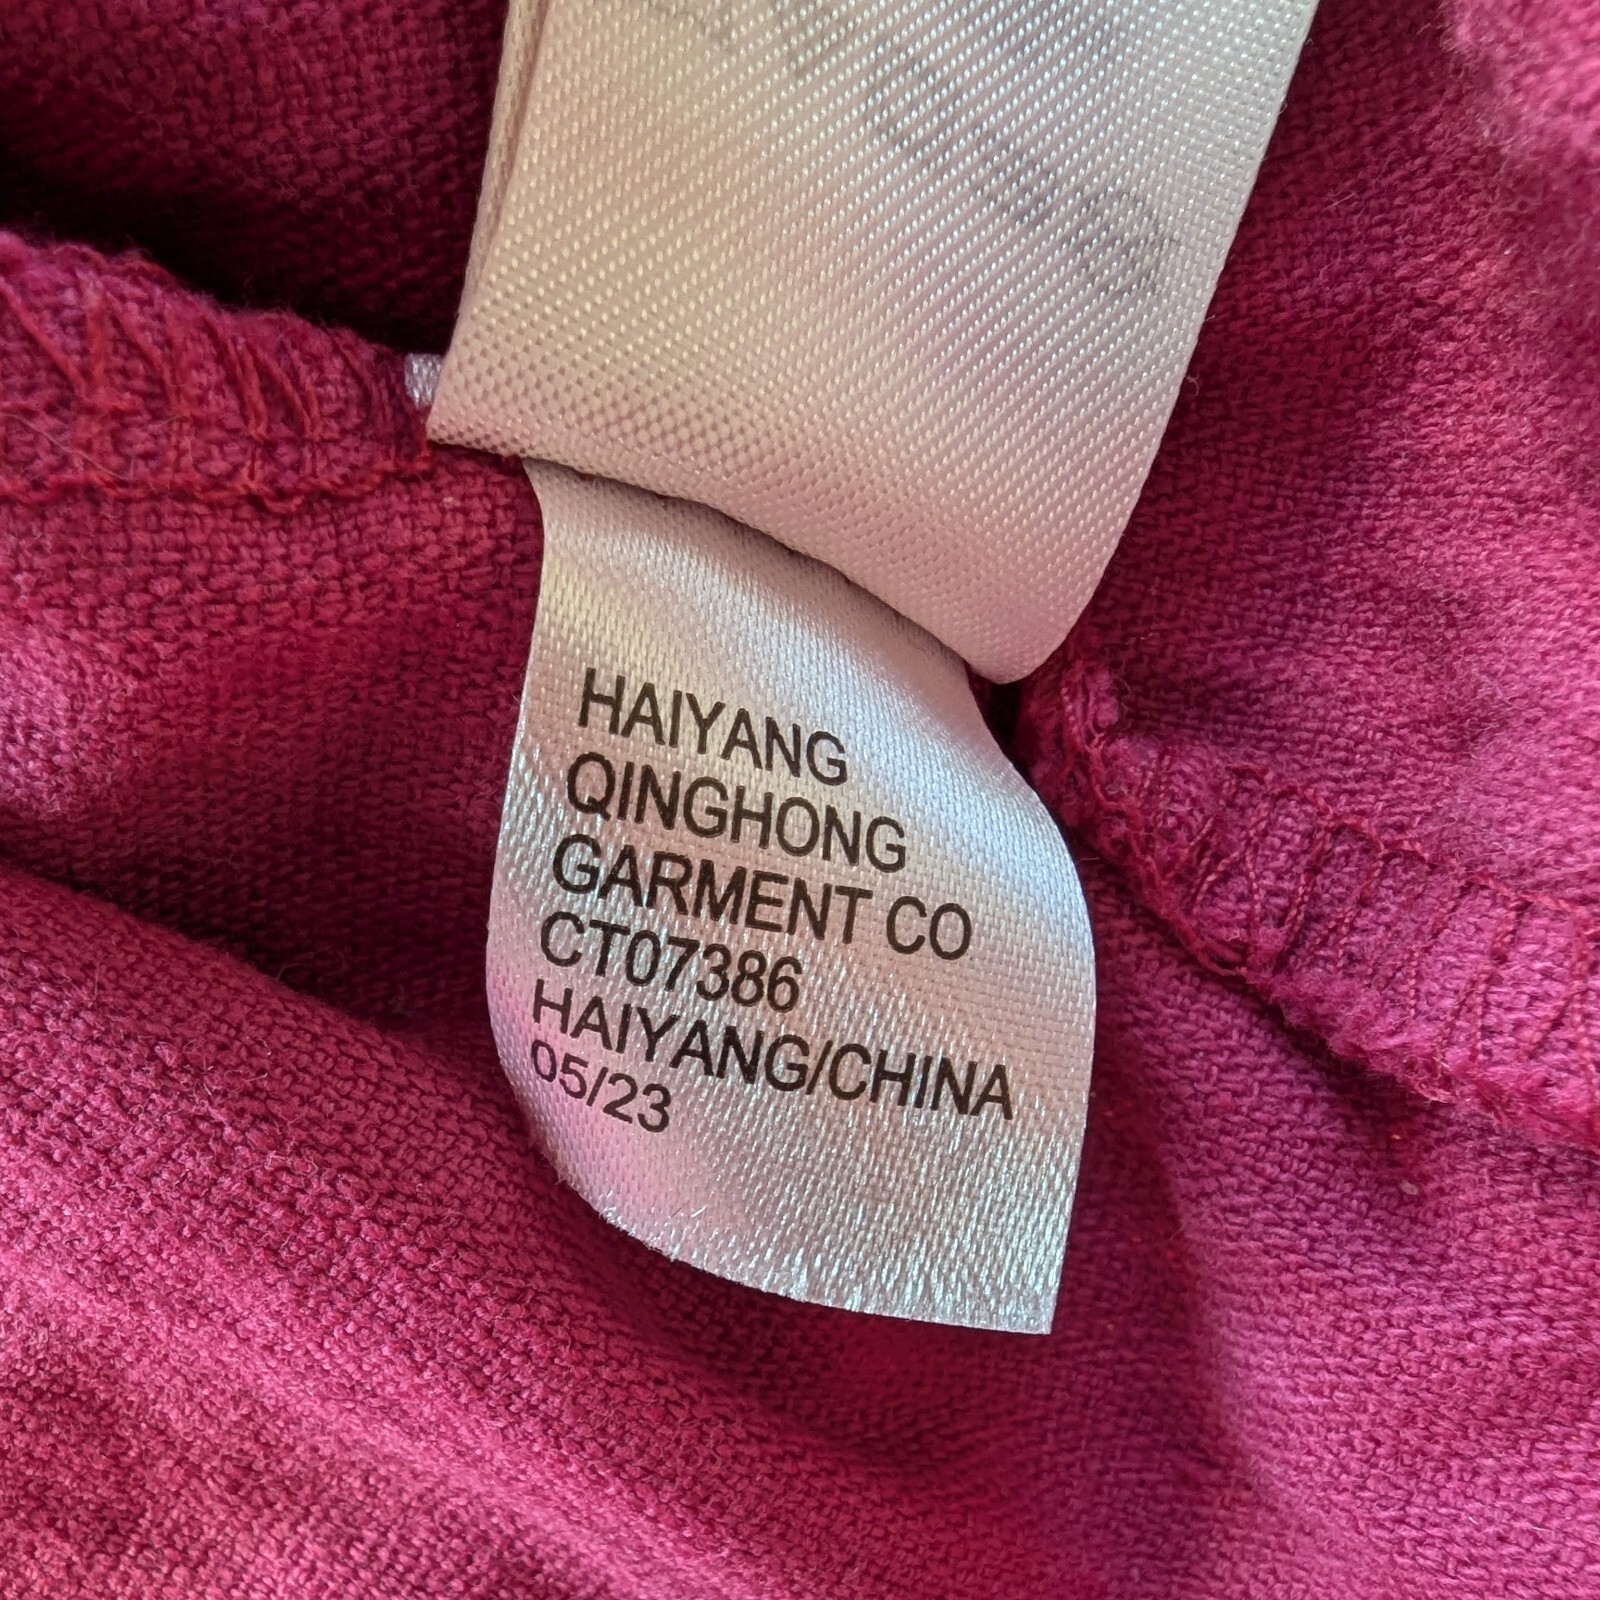 HAIYANG
QINGHONG
GARMENT CO
CT07386
HAIYANG/CHINA
05/23